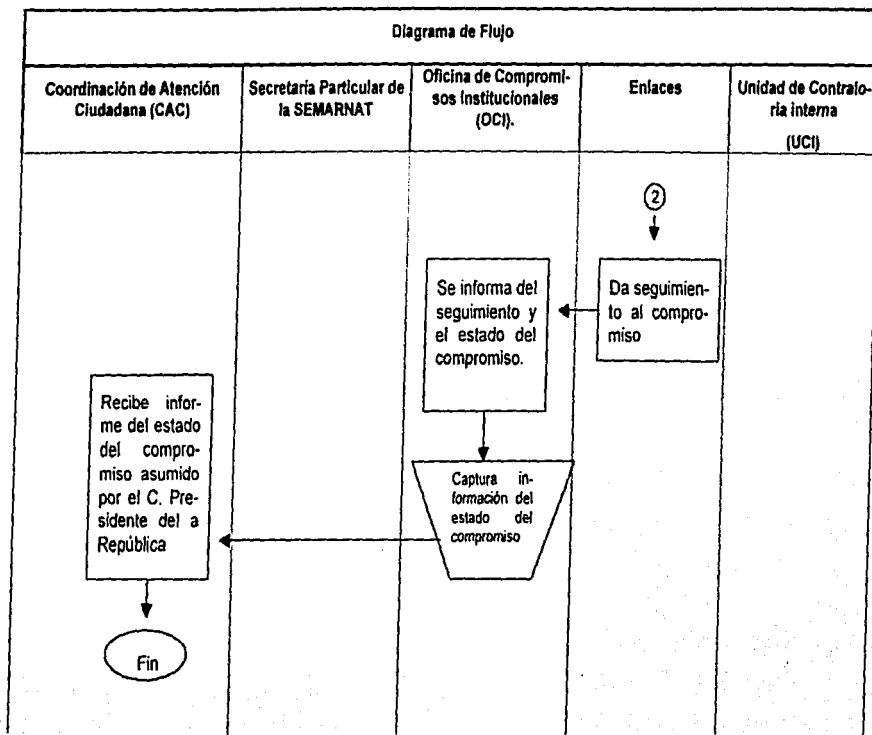 Diagrama de Flujo
Coordinación de Atención
Ciudadana (CAC)
Secretaría Particular de
la SEMARNAT
Oficina de Compromi-
sos Institucionales
(OCI).
Enlaces
Unidad de Contralo-
ría interna
(UCI)
2
Da seguimien-
to al compro-
miso
Se informa del
seguimiento y
el estado del
compromiso.
Captura in-
formación del
estado del
compromiso
Recibe infor-
me del estado
del compro-
miso asumido
por el C. Pre-
sidente del a
República
Fin